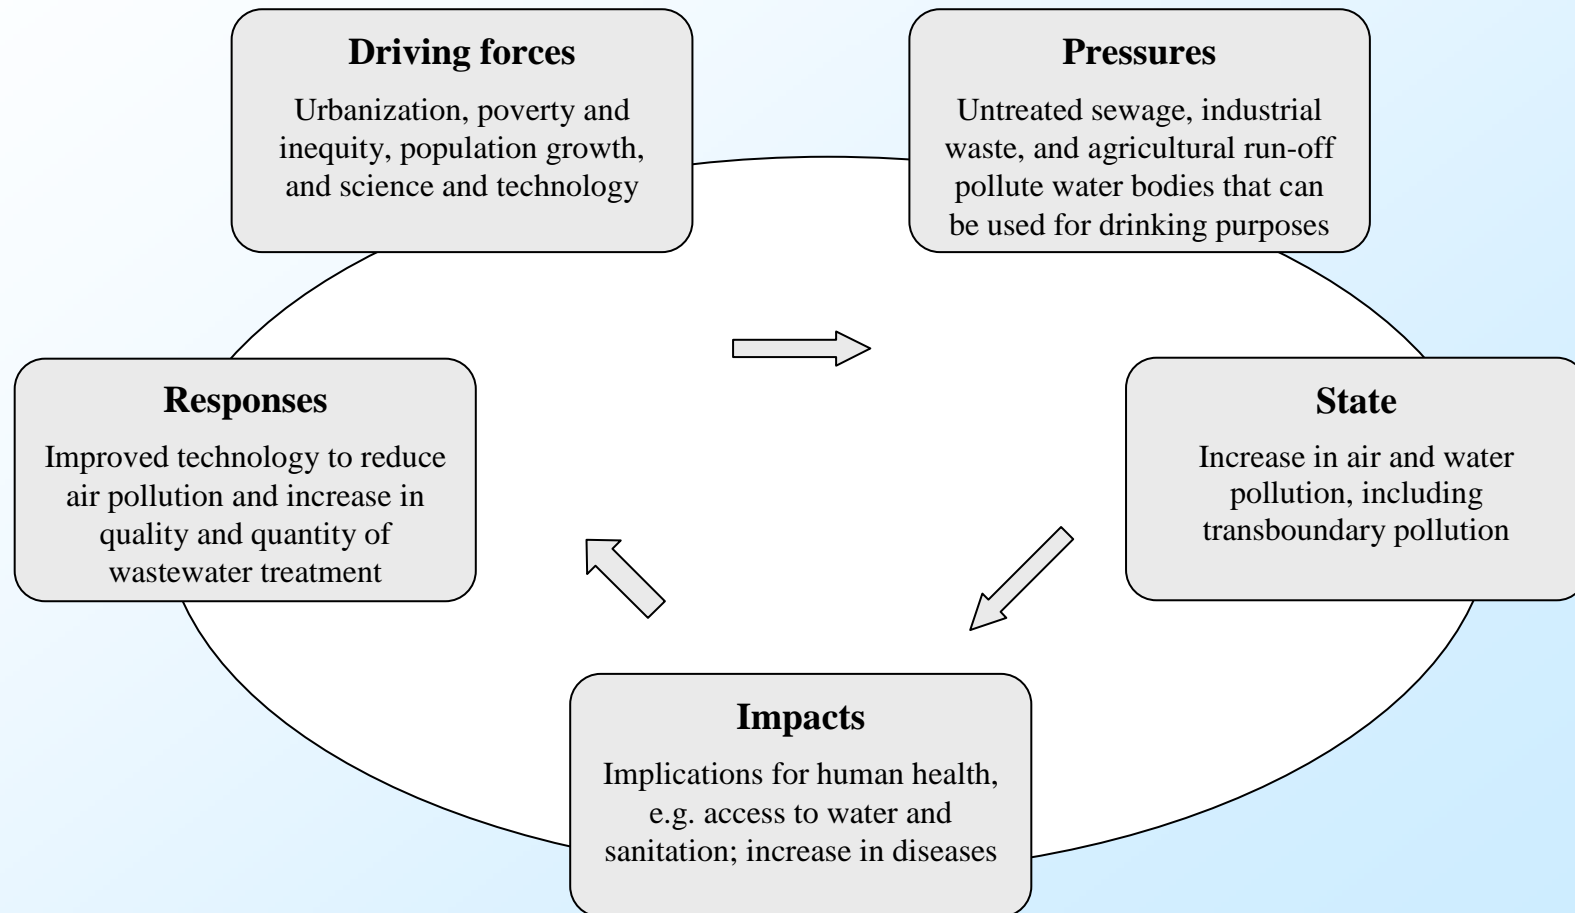 Driving forces
Urbanization, poverty and
inequity, population growth,
and science and technology
Pressures
Untreated sewage, industrial
waste, and agricultural run-off
pollute water bodies that can
be used for drinking purposes
Responses
Improved technology to reduce
air pollution and increase in
quality and quantity of
wastewater treatment
State
Increase in air and water
pollution, including
transboundary pollution
Impacts
Implications for human health,
e.g. access to water and
sanitation; increase in diseases